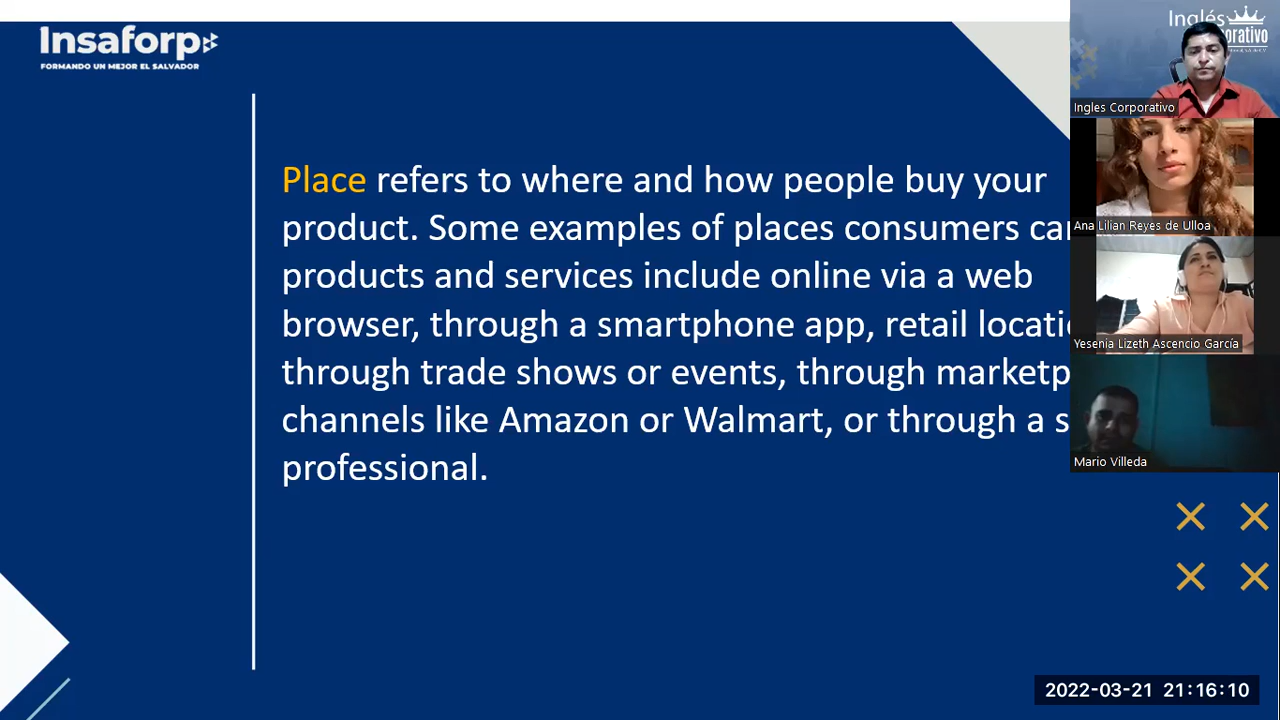 Insaforp
FORMANDO UN MEJOR EL SALVADOR
Place refers to where and how people buy your
product. Some examples of places consumers
products and services include online via a web
browser, through a smartphone app, retail
through trade shows or events, through
channels like Amazon or Walmart, or through a
professional.
Inglés
Ingles Corporativo
Ana Lilian Reyes de Ulloa
Yesenia Lizeth Ascencio García
Mario Villeda
2022-03-21 21:16:10